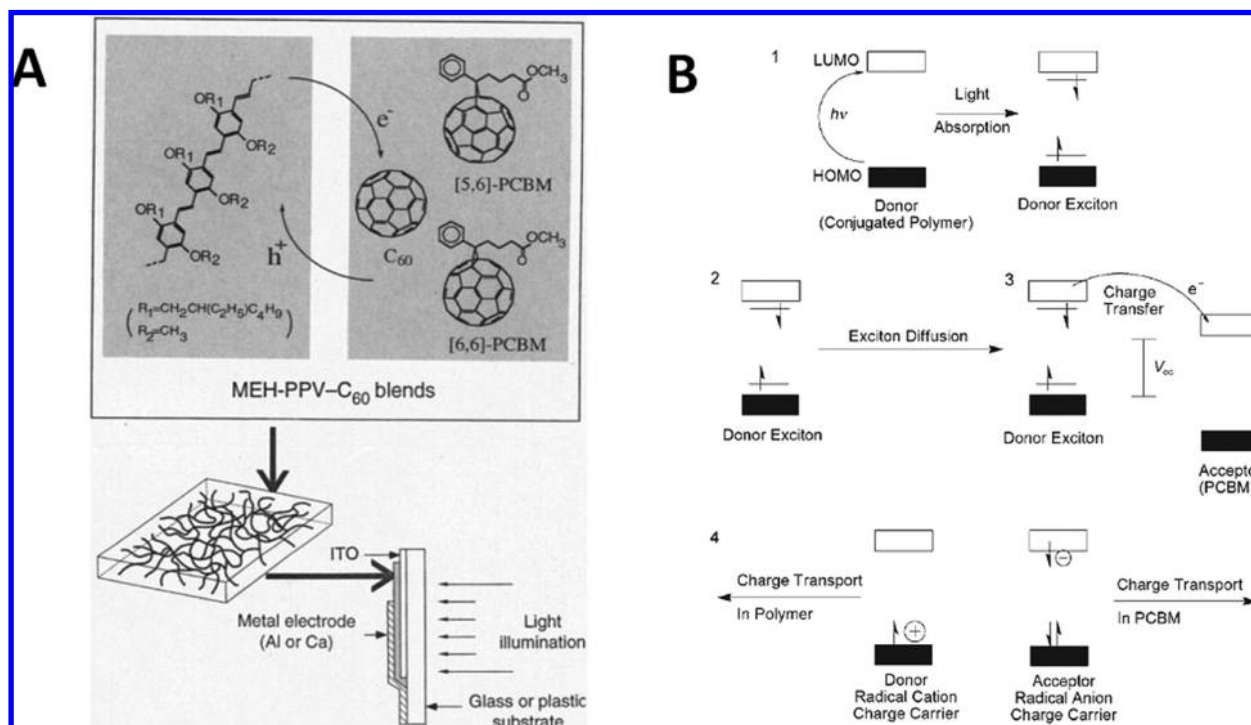 A
OR₁
OR₁
OR₂
OR₁
OR₂
OR₂
(R₁=CH₂CH(C₂H₅)C₄H₉
R₂=CH₃)
e⁻
h⁺
C₆₀
OCH₃
O
[5,6]-PCBM
OCH₃
O
[6,6]-PCBM
MEH-PPV–C₆₀ blends
ITO
Metal electrode
(Al or Ca)
Light
illumination
Glass or plastic
substrate
B
1
LUMO
hν
HOMO
Donor
(Conjugated Polymer)
Light
Absorption
Donor Exciton
2
Donor Exciton
Exciton Diffusion
3
Charge
Transfer
e⁻
Donor Exciton
Acceptor
(PCBM
4
Charge Transport
In Polymer
Donor
Radical Cation
Charge Carrier
+
−
Acceptor
Radical Anion
Charge Carrier
Charge Transport
In PCBM